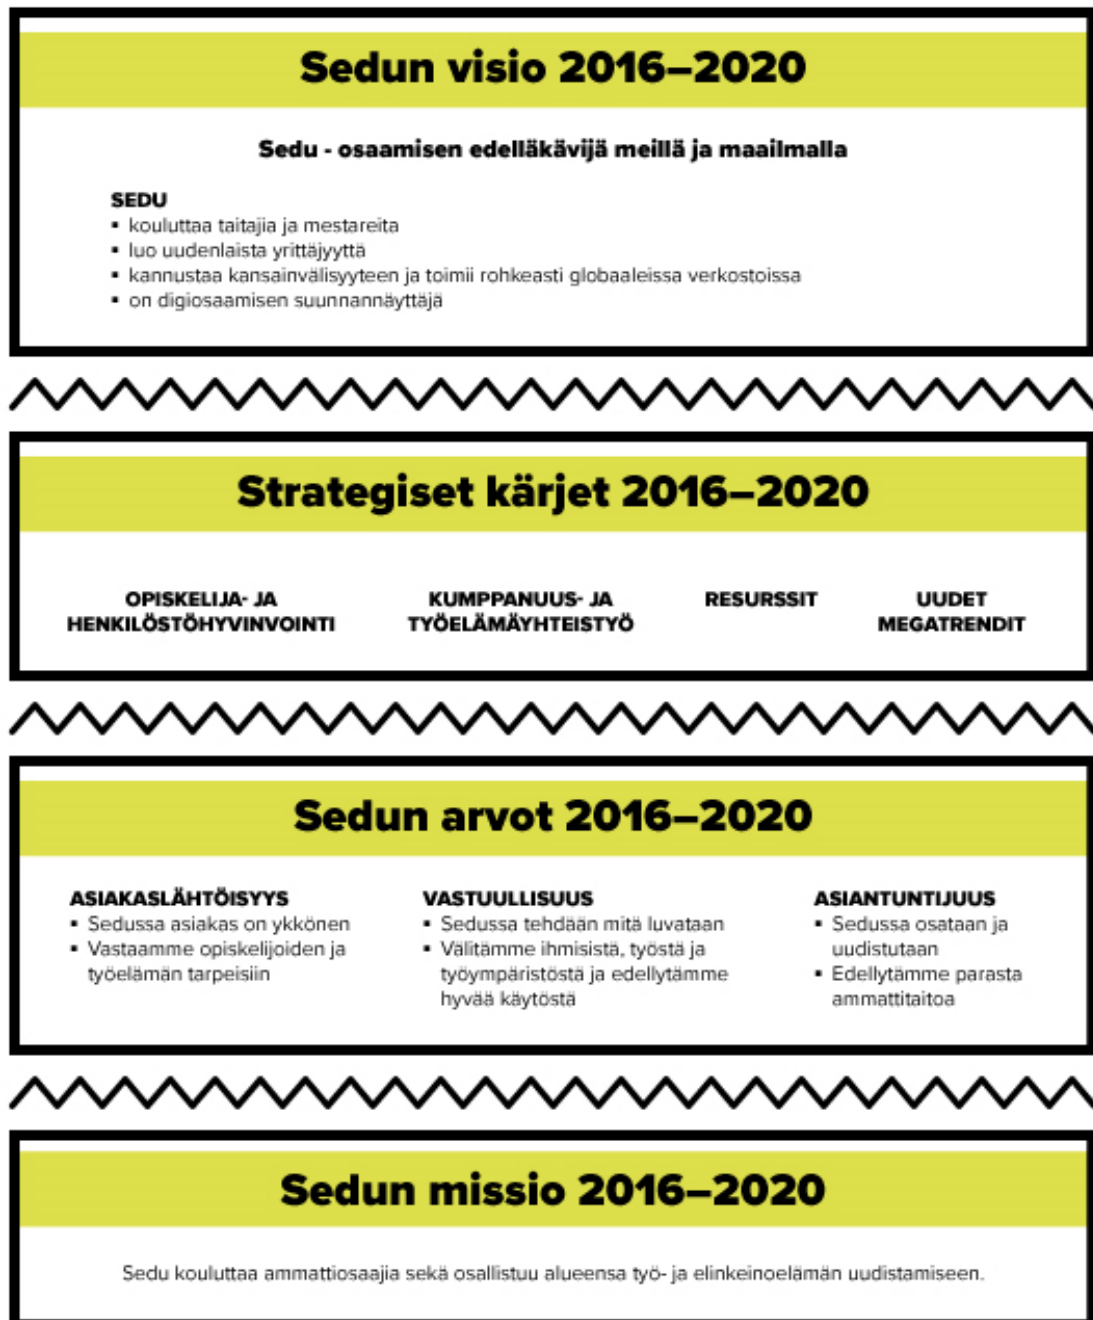 Sedun visio 2016–2020
Sedu - osaamisen edelläkävijä meillä ja maailmalla
SEDU
▪ kouluttaa taitajia ja mestareita
▪ luo uudenlaista yrittäjyyttä
▪ kannustaa kansainvälisyyteen ja toimii rohkeasti globaaleissa verkostoissa
▪ on digiosaamisen suunnannäyttäjä
Strategiset kärjet 2016–2020
OPISKELIJA- JA
HENKILÖSTÖHYVINVOINTI
KUMPPANUUS- JA
TYÖELÄMÄYHTEISTYÖ
RESURSSIT
UUDET
MEGATRENDIT
Sedun arvot 2016–2020
ASIAKASLÄHTÖISYYS
▪ Sedussa asiakas on ykkönen
▪ Vastaamme opiskelijoiden ja
työelämän tarpeisiin
VASTUULLISUUS
▪ Sedussa tehdään mitä luvataan
▪ Välitämme ihmisistä, työstä ja
työympäristöstä ja edellytämme
hyvää käytöstä
ASIANTUNTIJUUS
▪ Sedussa osataan ja
uudistutaan
▪ Edellytämme parasta
ammattitaitoa
Sedun missio 2016–2020
Sedu kouluttaa ammattiosaajia sekä osallistuu alueensa työ- ja elinkeinoelämän uudistamiseen.